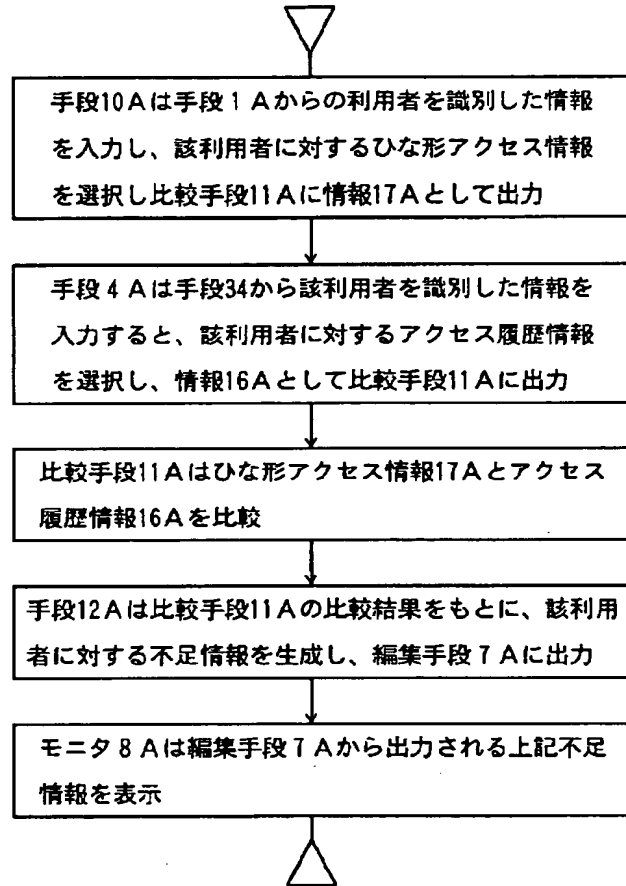 手段10Aは手段1Aからの利用者を識別した情報
を入力し、該利用者に対するひな形アクセス情報
を選択し比較手段11Aに情報17Aとして出力
手段4Aは手段34から該利用者を識別した情報を
入力すると、該利用者に対するアクセス履歴情報
を選択し、情報16Aとして比較手段11Aに出力
比較手段11Aはひな形アクセス情報17Aとアクセス
履歴情報16Aを比較
手段12Aは比較手段11Aの比較結果をもとに、該利用
者に対する不足情報を生成し、編集手段7Aに出力
モニタ8Aは編集手段7Aから出力される上記不足
情報を表示